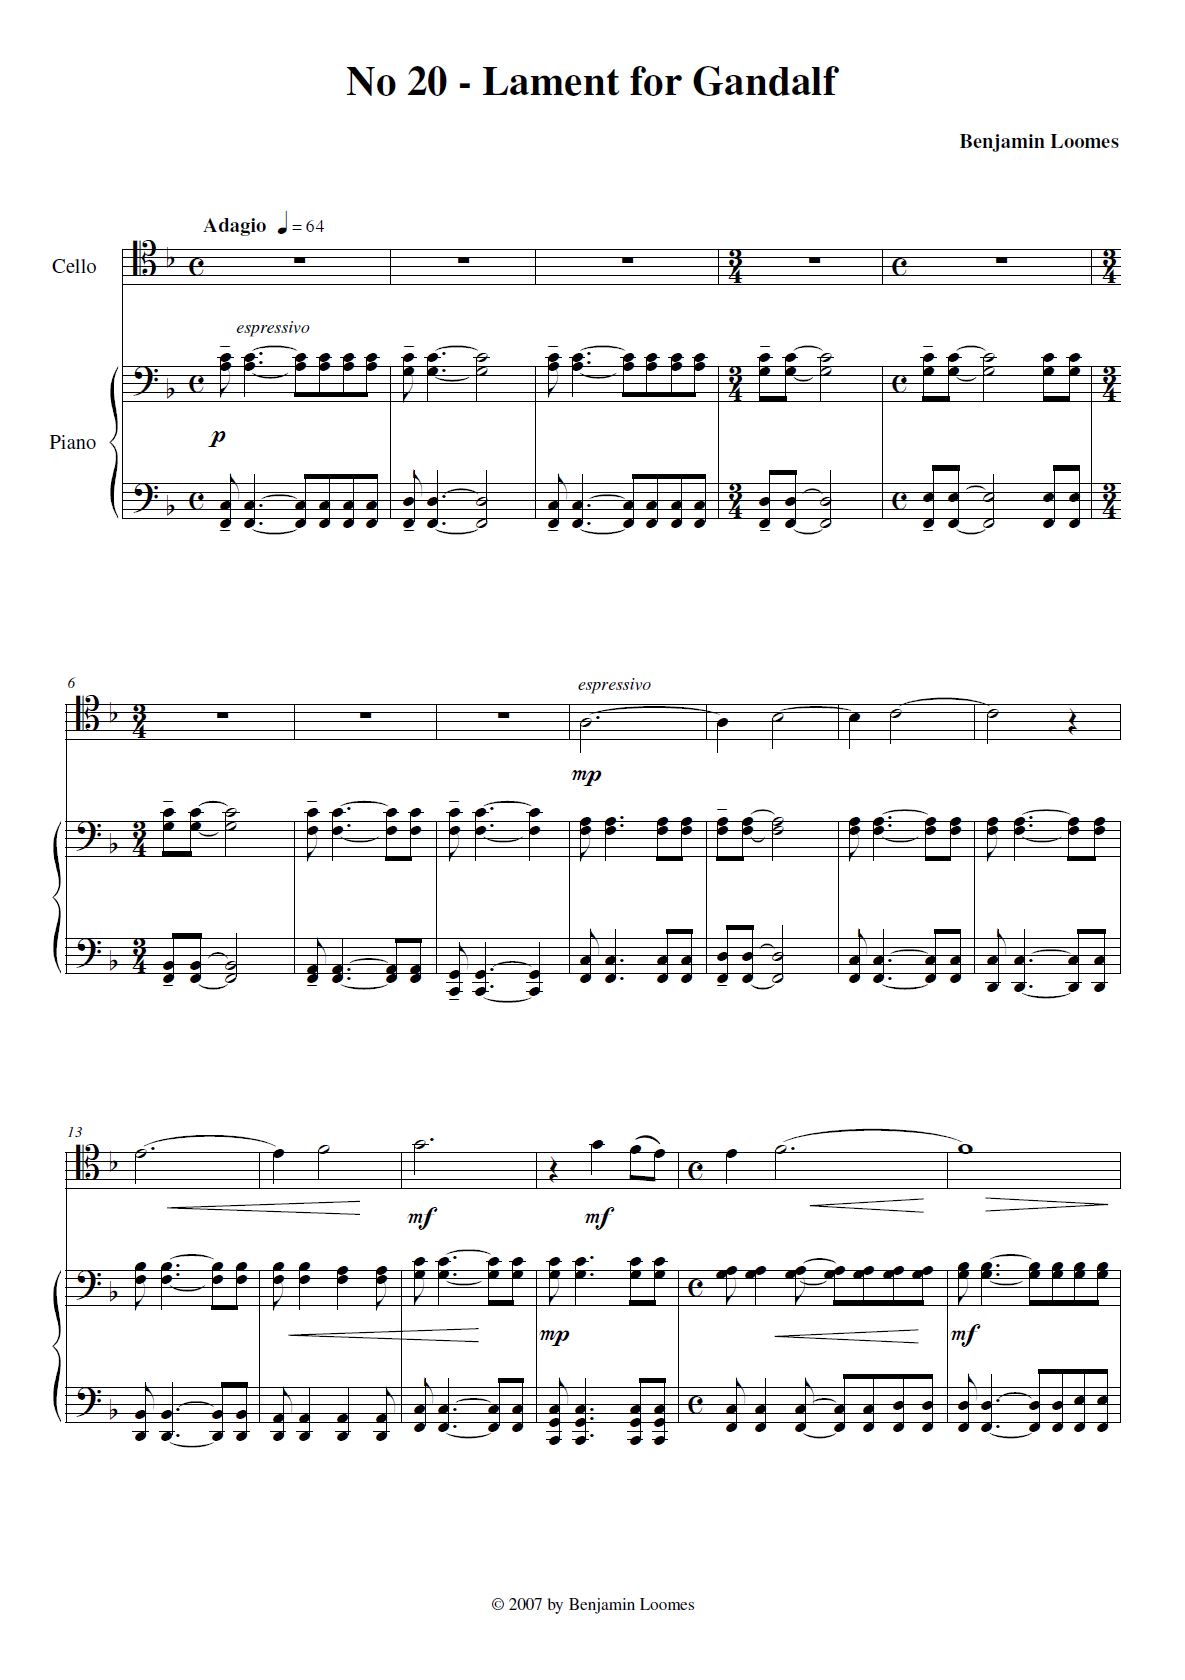 No 20 - Lament for Gandalf
Benjamin Loomes
Adagio ♩ = 64
Cello
espressivo
Piano
p
6
espressivo
mp
13
mf mf
mp mf
© 2007 by Benjamin Loomes